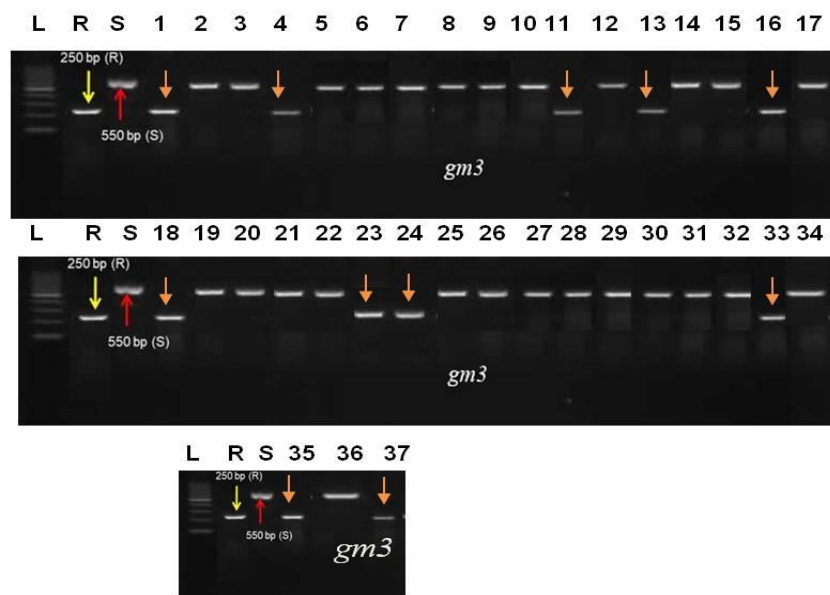 L R S 1 2 3 4 5 6 7 8 9 10 11 12 13 14 15 16 17
250 bp (R)
550 bp (S)
gm3
L R S 18 19 20 21 22 23 24 25 26 27 28 29 30 31 32 33 34
250 bp (R)
550 bp (S)
gm3
L R S 35 36 37
250 bp (R)
550 bp (S)
gm3